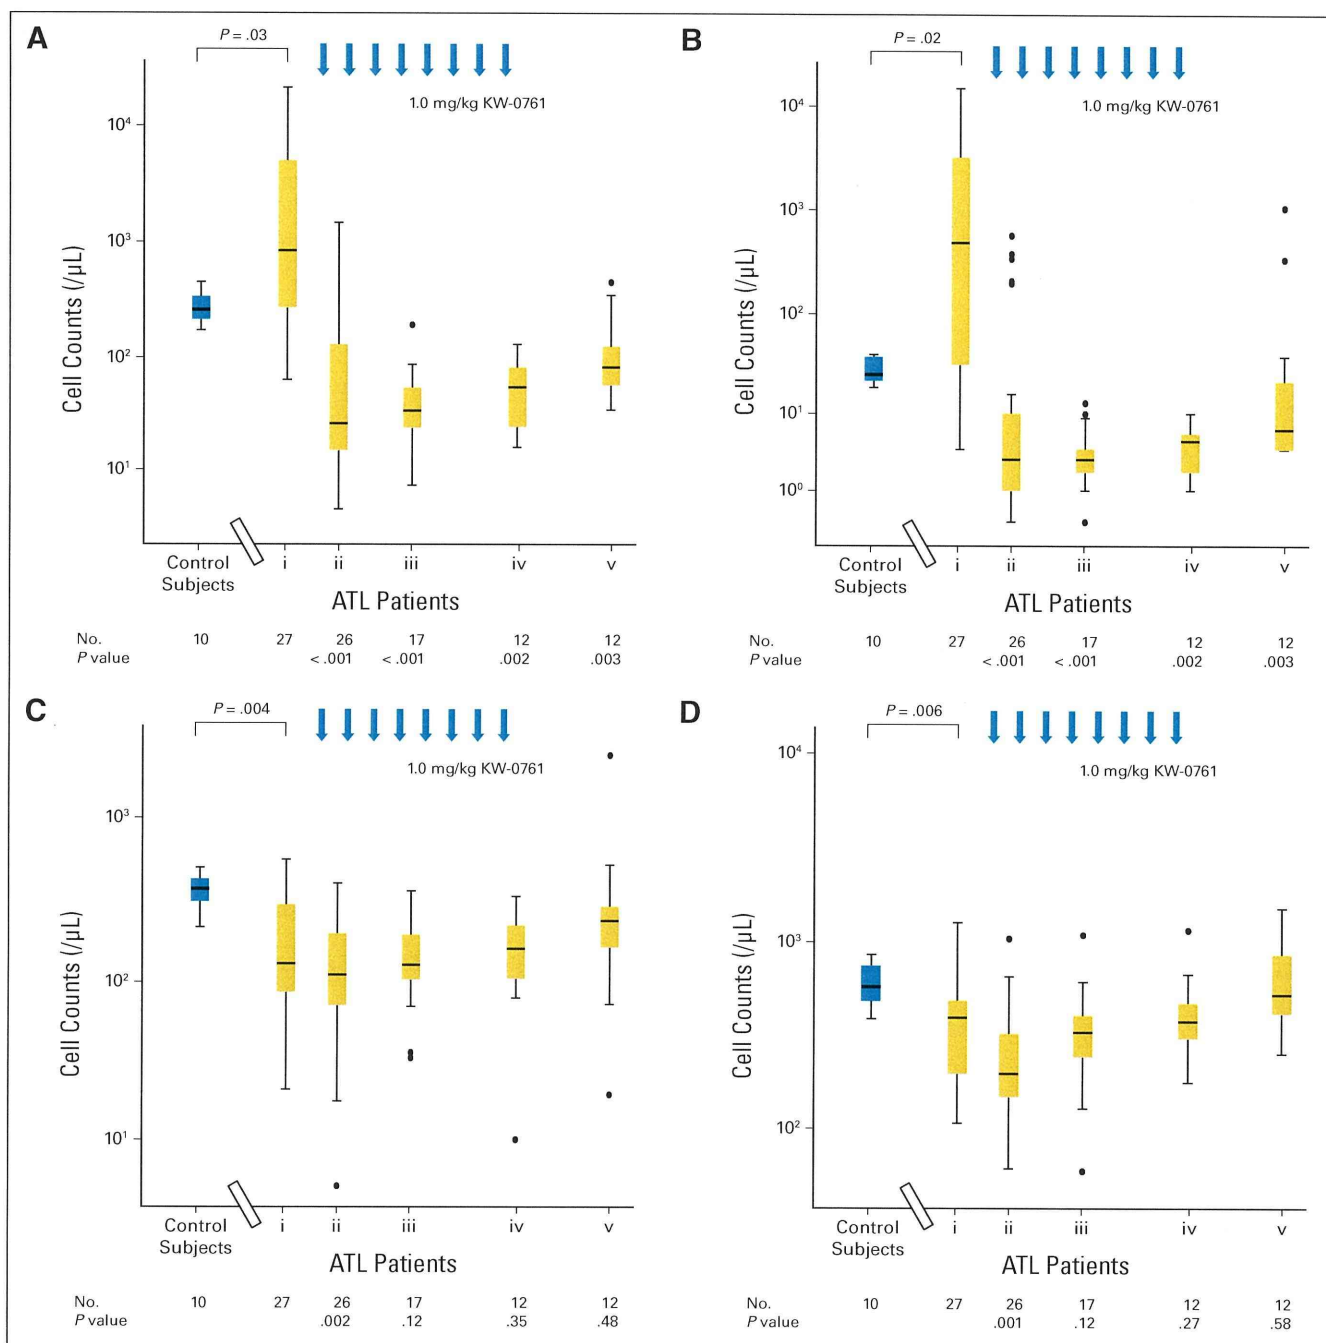 A
P = .03
1.0 mg/kg KW-0761
Cell Counts (/μL)
10⁴
10³
10²
10¹
Control Subjects
i ii iii iv v
ATL Patients
No. 10 27 26 17 12 12
P value < .001 < .001 .002 .003
B
P = .02
1.0 mg/kg KW-0761
Cell Counts (/μL)
10⁴
10³
10²
10¹
10⁰
Control Subjects
i ii iii iv v
ATL Patients
No. 10 27 26 17 12 12
P value < .001 < .001 .002 .003
C
P = .004
1.0 mg/kg KW-0761
Cell Counts (/μL)
10³
10²
10¹
Control Subjects
i ii iii iv v
ATL Patients
No. 10 27 26 17 12 12
P value .002 .12 .35 .48
D
P = .006
1.0 mg/kg KW-0761
Cell Counts (/μL)
10⁴
10³
10²
Control Subjects
i ii iii iv v
ATL Patients
No. 10 27 26 17 12 12
P value .001 .12 .27 .58